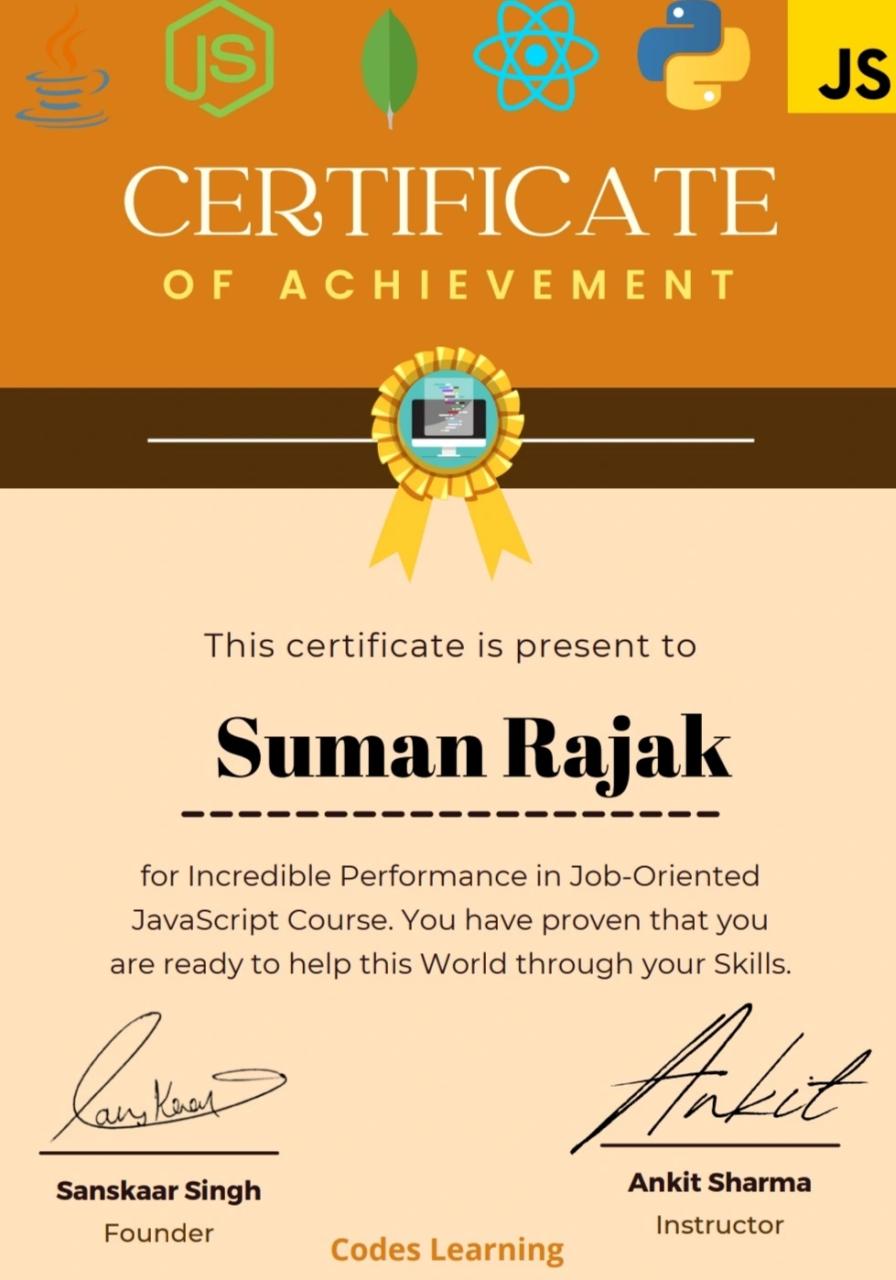 JS
JS
CERTIFICATE
OF ACHIEVEMENT
This certificate is present to
Suman Rajak
for Incredible Performance in Job-Oriented
JavaScript Course. You have proven that you
are ready to help this World through your Skills.
Sanskaar
Ankit
Sanskaar Singh
Ankit Sharma
Founder
Instructor
Codes Learning